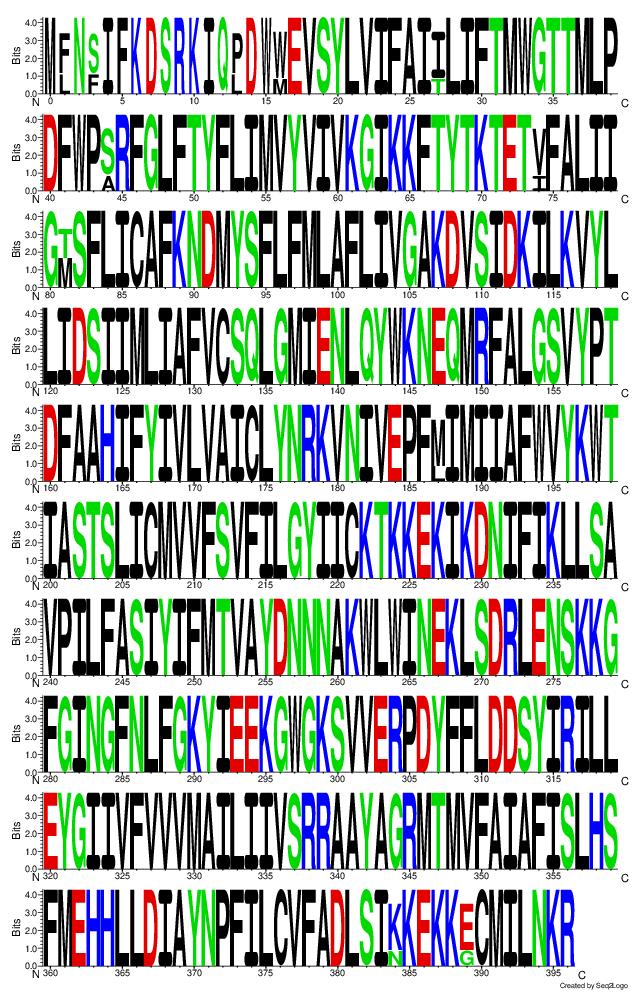 Bits 4.0 3.0 2.0 1.0 0.0
MFNSIFKDSRKIQPDWWEVSYLVIFAIILIFTMWGTTMLP
L F L M T
N 0 5 10 15 20 25 30 35 C
Bits 4.0 3.0 2.0 1.0 0.0
DFWPSRFGLFTYFLIMVYVIVKGIKKFTYTKTETVFALII
A I
N 40 45 50 55 60 65 70 75 C
Bits 4.0 3.0 2.0 1.0 0.0
GTSFLICAFKNDMYSFLFMLAFLIVGAKDVSIDKILKVYL
M
N 80 85 90 95 100 105 110 115 C
Bits 4.0 3.0 2.0 1.0 0.0
LIDSIIMLIAFVCSQLGMIENLQYWKNEQMRFALGSVYPT
N 120 125 130 135 140 145 150 155 C
Bits 4.0 3.0 2.0 1.0 0.0
DFAAHIFYIVLVAICLYNRKVNIVEPFMIMIIAFWVYKWT
L
N 160 165 170 175 180 185 190 195 C
Bits 4.0 3.0 2.0 1.0 0.0
IASTSLICMVVFSVFILGYIICKTKKEKIKDNIFIKLLSA
N 200 205 210 215 220 225 230 235 C
Bits 4.0 3.0 2.0 1.0 0.0
VPILFASIYIFMTVAYDNNNAKWLWINEKLSDRLENSKKG
N 240 245 250 255 260 265 270 275 C
Bits 4.0 3.0 2.0 1.0 0.0
FGINGFNLFGKYIEEKGWGKSVVERPDYFFLDDSYIRILL
N 280 285 290 295 300 305 310 315 C
Bits 4.0 3.0 2.0 1.0 0.0
EYGIIVFVVVMAILIIVSRRAAYAGRMTMVFAIAFISLHS
N 320 325 330 335 340 345 350 355 C
Bits 4.0 3.0 2.0 1.0 0.0
FMEHHLLDIAYNPFILCVFADLSIKKEKKECMILNKR
N G
N 360 365 370 375 380 385 390 395 C
Created by Seq2Logo